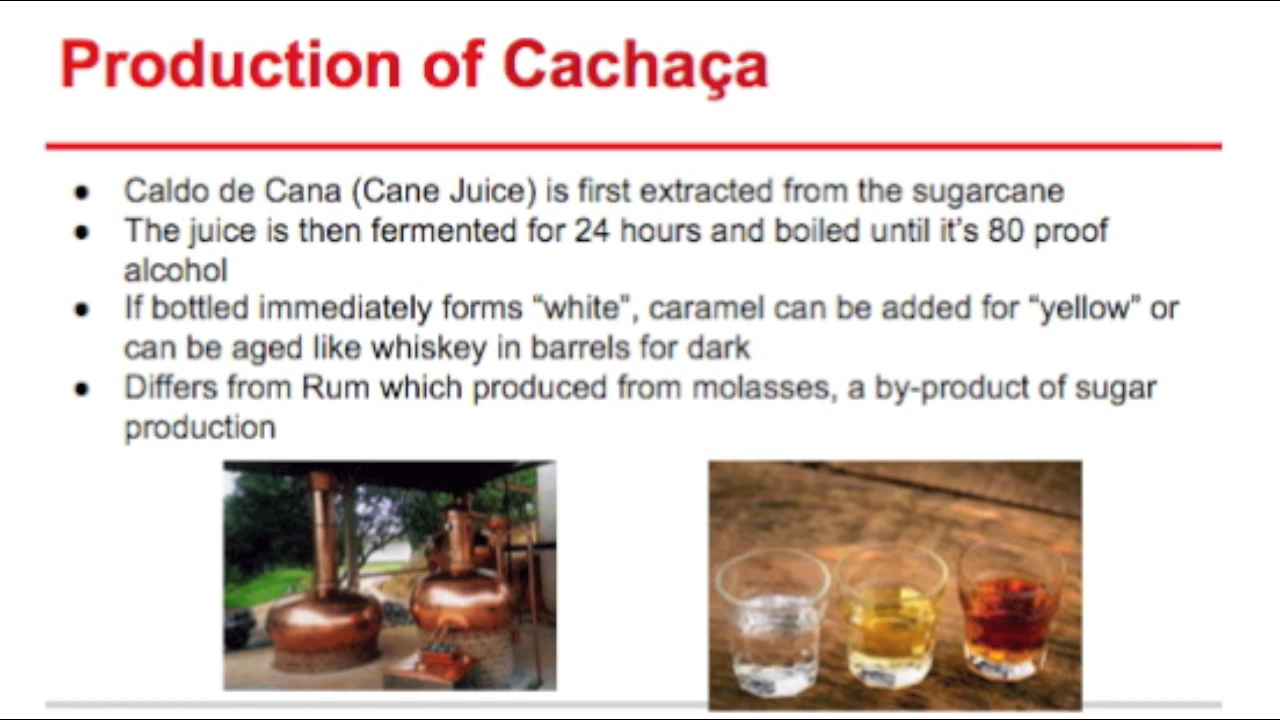 Production of Cachaça
● Caldo de Cana (Cane Juice) is first extracted from the sugarcane
● The juice is then fermented for 24 hours and boiled until it's 80 proof
alcohol
● If bottled immediately forms “white”, caramel can be added for “yellow” or
can be aged like whiskey in barrels for dark
● Differs from Rum which produced from molasses, a by-product of sugar
production